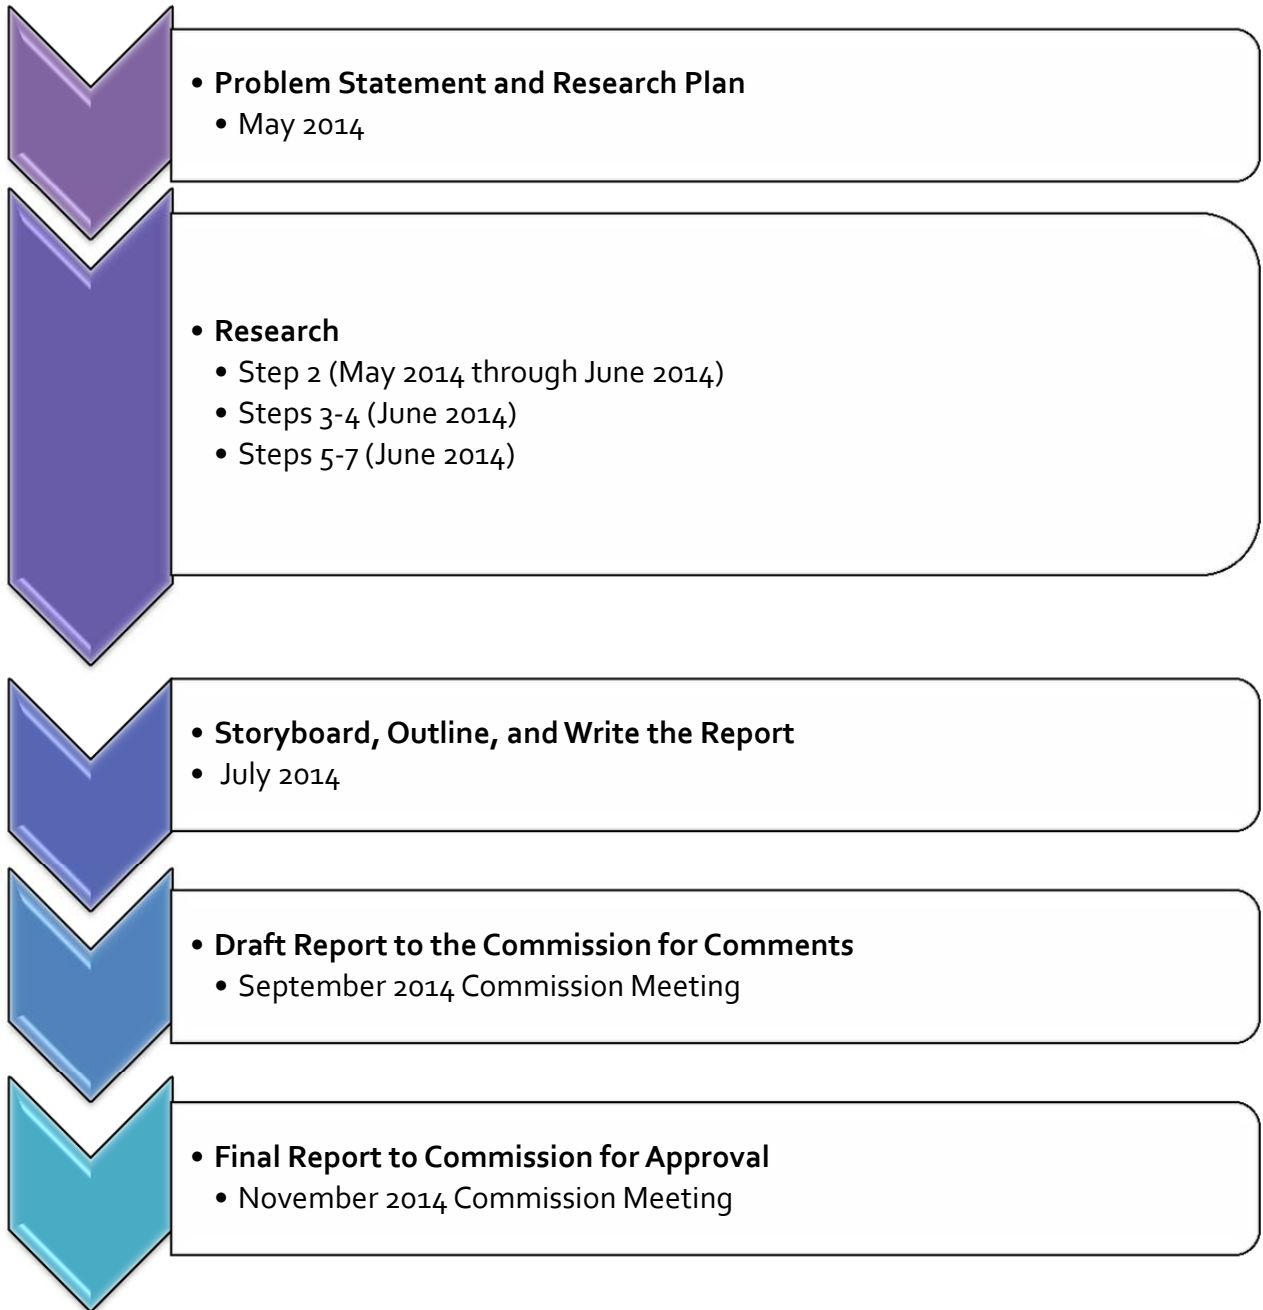 • Problem Statement and Research Plan
• May 2014
• Research
• Step 2 (May 2014 through June 2014)
• Steps 3-4 (June 2014)
• Steps 5-7 (June 2014)
• Storyboard, Outline, and Write the Report
• July 2014
• Draft Report to the Commission for Comments
• September 2014 Commission Meeting
• Final Report to Commission for Approval
• November 2014 Commission Meeting